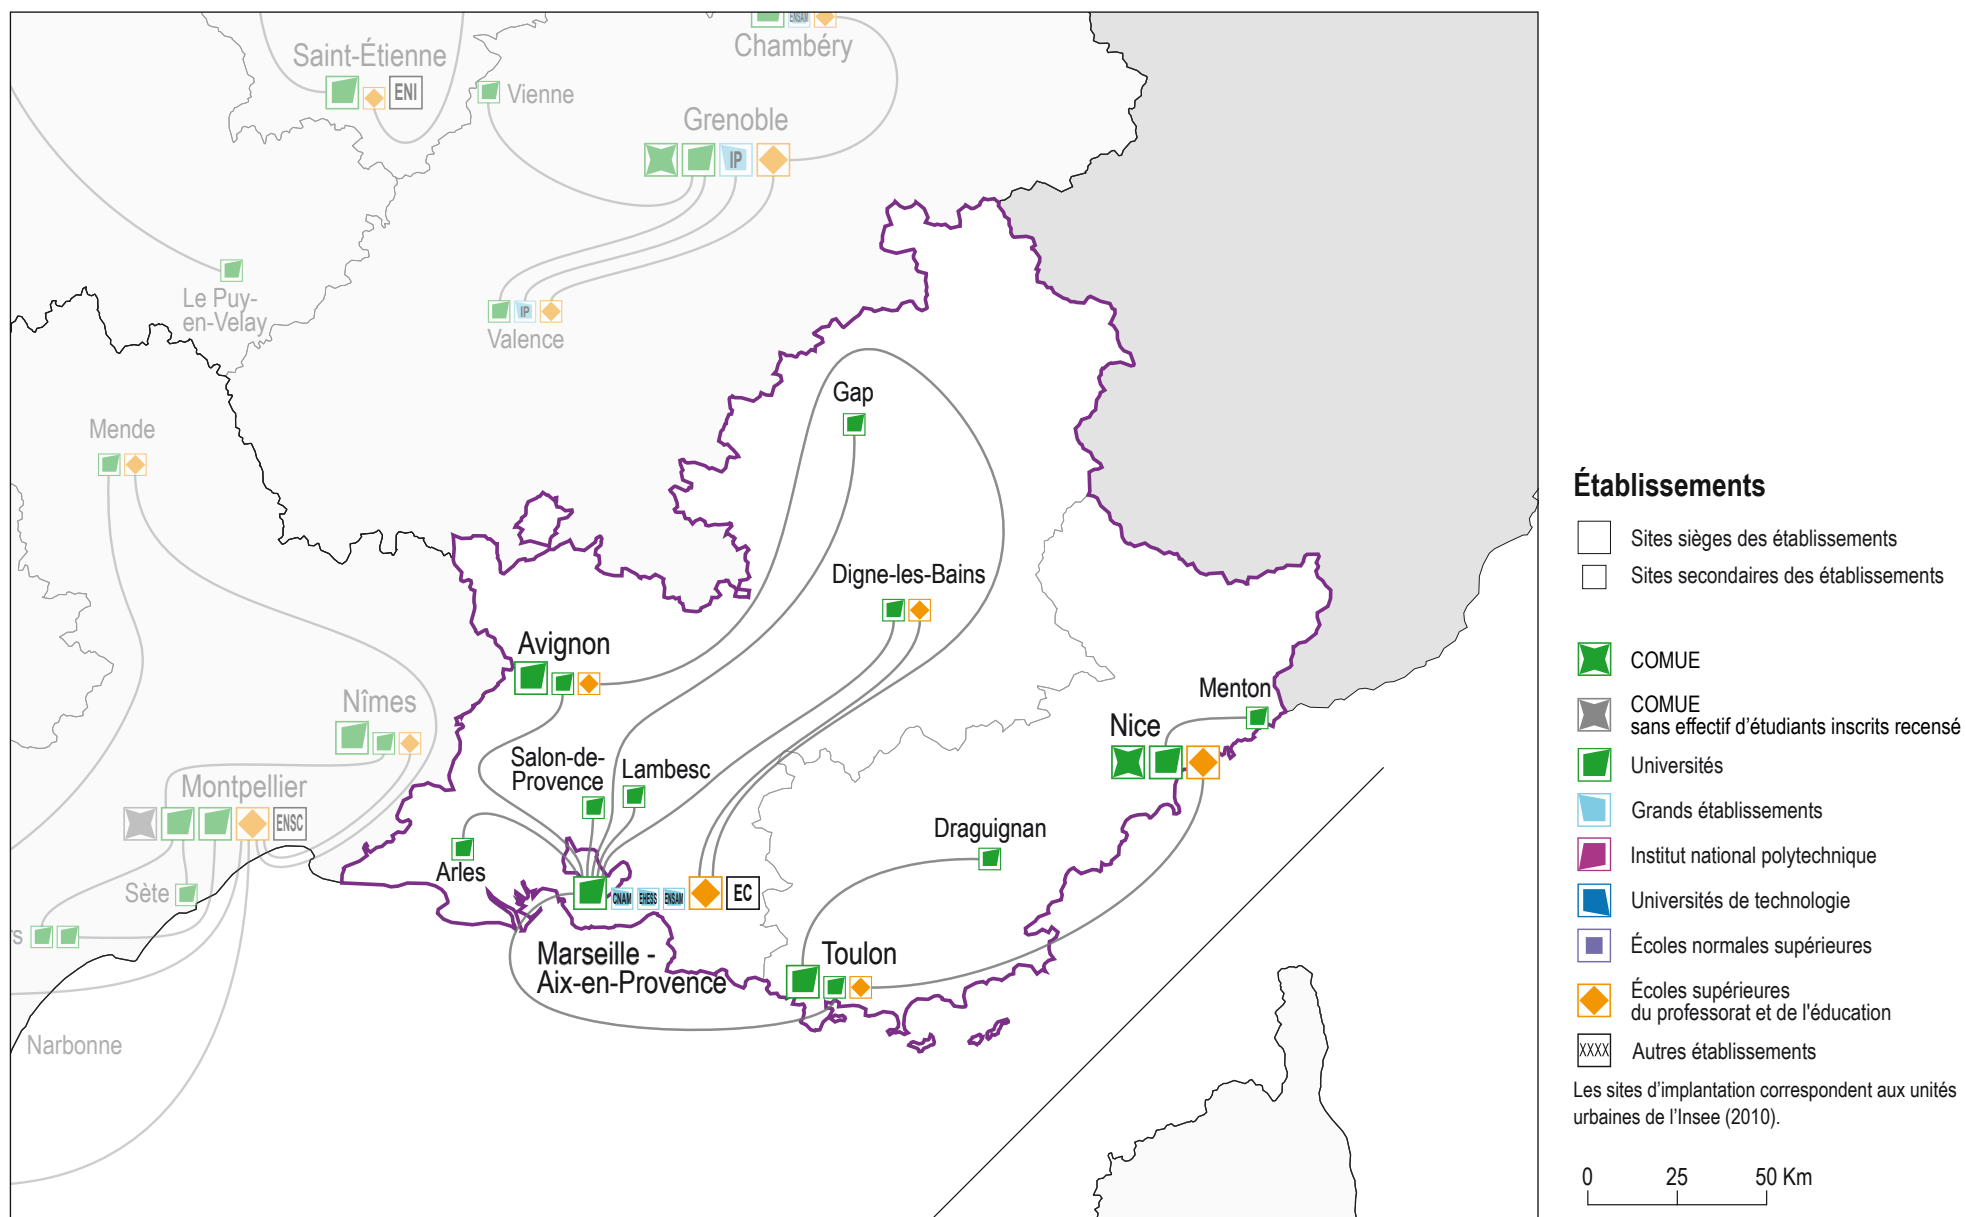 ENSAM
Chambéry
Saint-Étienne
ENI
Vienne
Grenoble
IP
Le Puy-
en-Velay
IP
Valence
Gap
Mende
Digne-les-Bains
Avignon
Menton
Nîmes
Nice
Salon-de-
Provence
Lambesc
Montpellier
ENSC
Draguignan
Arles
Sète
CNAM
EHESS
ENSAM
EC
rs
Marseille -
Aix-en-Provence
Toulon
Narbonne
Établissements
Sites sièges des établissements
Sites secondaires des établissements
COMUE
COMUE
sans effectif d’étudiants inscrits recensé
Universités
Grands établissements
Institut national polytechnique
Universités de technologie
Écoles normales supérieures
Écoles supérieures
du professorat et de l'éducation
XXXX
Autres établissements
Les sites d’implantation correspondent aux unités
urbaines de l’Insee (2010).
0 25 50 Km